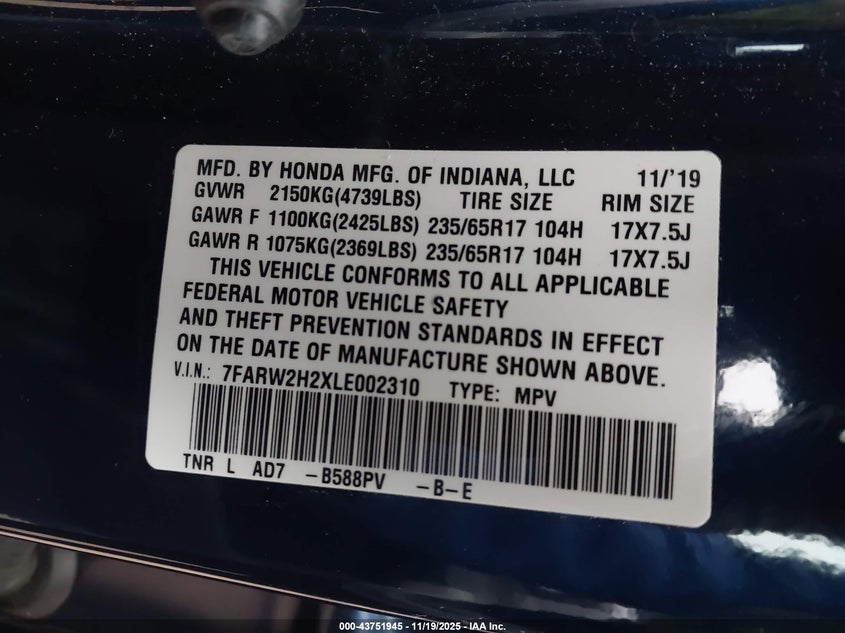 MFD. BY HONDA MFG. OF INDIANA, LLC 11/'19
GVWR 2150KG(4739LBS) TIRE SIZE RIM SIZE
GAWR F 1100KG(2425LBS) 235/65R17 104H 17X7.5J
GAWR R 1075KG(2369LBS) 235/65R17 104H 17X7.5J
THIS VEHICLE CONFORMS TO ALL APPLICABLE
FEDERAL MOTOR VEHICLE SAFETY
AND THEFT PREVENTION STANDARDS IN EFFECT
ON THE DATE OF MANUFACTURE SHOWN ABOVE.
V.I.N.: 7FARW2H2XLE002310 TYPE: MPV
TNR L AD7 -B588PV -B-E
000-43751945 - 11/19/2025 - IAA Inc.